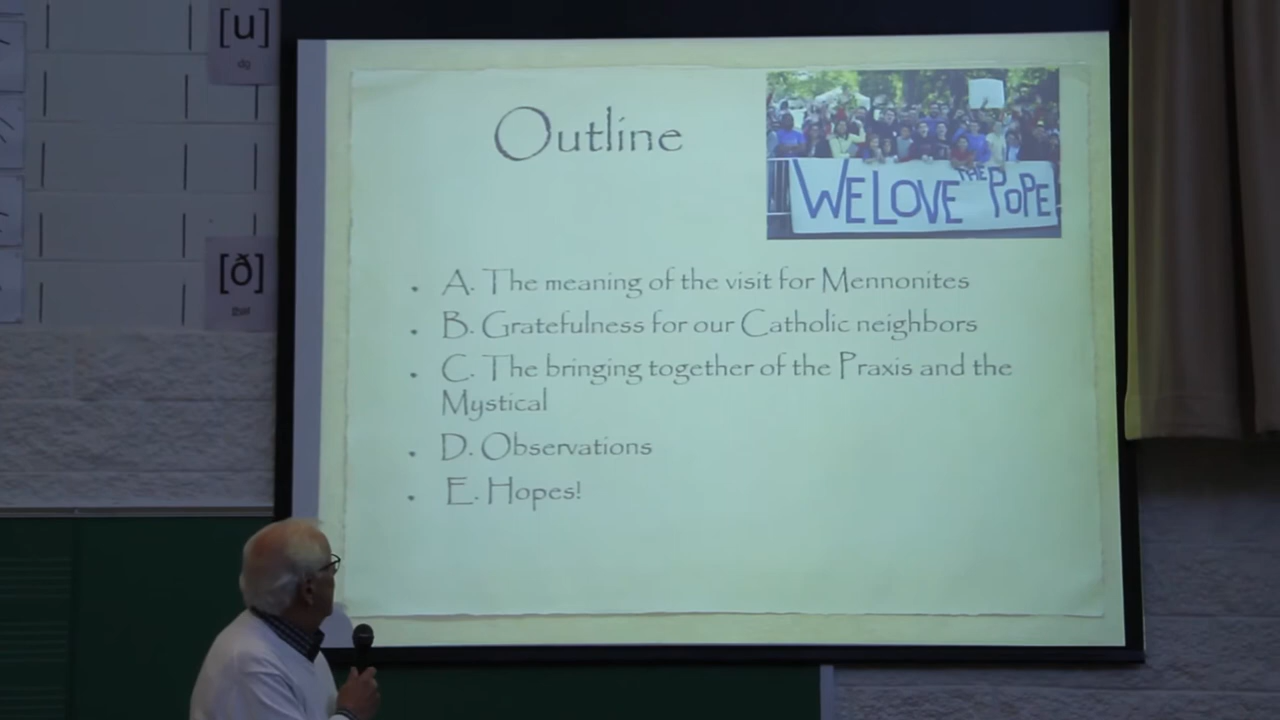 [u]
[ð]
Outline
WE LOVE THE POPE
A. The meaning of the visit for Mennonites
B. Gratefulness for our Catholic neighbors
C. The bringing together of the Praxis and the
Mystical
D. Observations
E. Hopes!